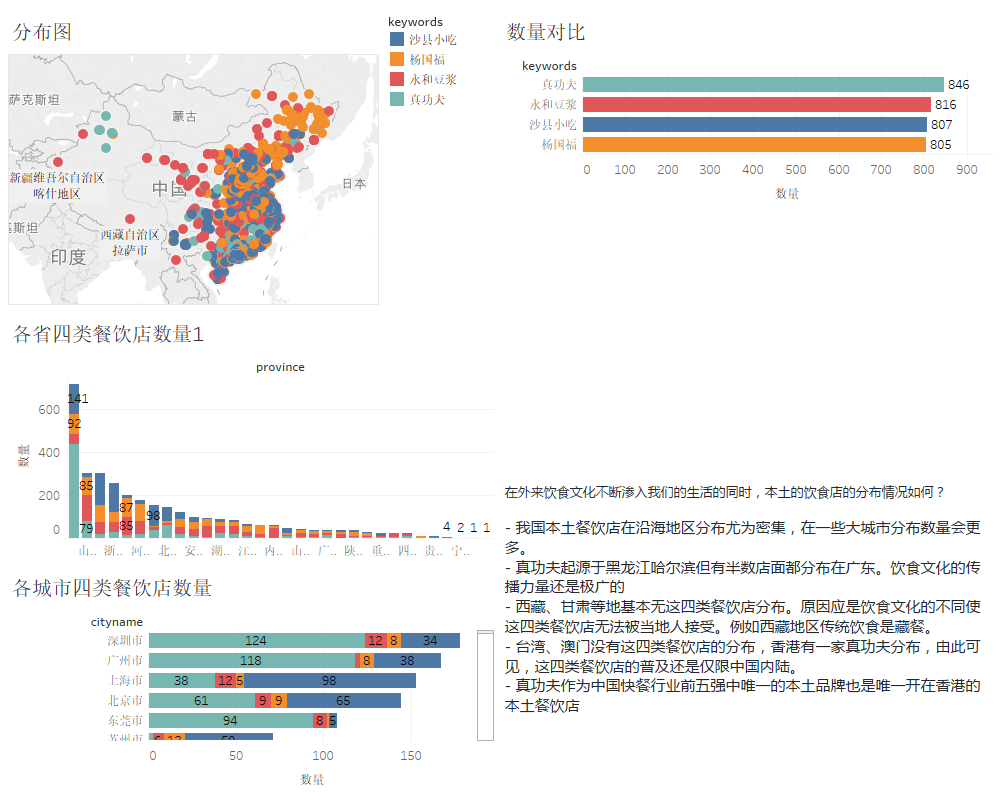 分布图
萨克斯坦
蒙古
新疆维吾尔自治区
喀什地区
中国
日本
西藏自治区
拉萨市
基斯坦
印度
keywords
沙县小吃
杨国福
永和豆浆
真功夫
数量对比
keywords
真功夫 846
永和豆浆 816
沙县小吃 807
杨国福 805
0 100 200 300 400 500 600 700 800 900
数量
各省四类餐饮店数量1
province
数量
600
400
200
0
141
92
85
79
87
85
98
4 2 1 1
山.. 浙.. 河.. 北.. 安.. 湖.. 江.. 内.. 山.. 广.. 陕.. 重.. 四.. 贵.. 宁..
各城市四类餐饮店数量
cityname
深圳市 124 12 8 34
广州市 118 8 38
上海市 38 12 5 98
北京市 61 9 9 65
东莞市 94 8 5
苏州市
0 50 100 150
数量
在外来饮食文化不断渗入我们的生活的同时，本土的饮食店的分布情况如何？
- 我国本土餐饮店在沿海地区分布尤为密集，在一些大城市分布数量会更
多。
- 真功夫起源于黑龙江哈尔滨但有半数店面都分布在广东。饮食文化的传
播力量还是极广的
- 西藏、甘肃等地基本无这四类餐饮店分布。原因应是饮食文化的不同使
这四类餐饮店无法被当地人接受。例如西藏地区传统饮食是藏餐。
- 台湾、澳门没有这四类餐饮店的分布，香港有一家真功夫分布，由此可
见，这四类餐饮店的普及还是仅限中国内陆。
- 真功夫作为中国快餐行业前五强中唯一的本土品牌也是唯一开在香港的
本土餐饮店